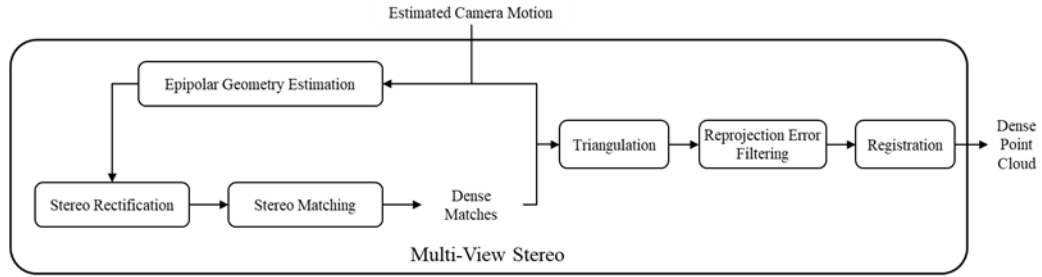 Estimated Camera Motion
Epipolar Geometry Estimation
Stereo Rectification
Stereo Matching
Dense
Matches
Triangulation
Reprojection Error
Filtering
Registration
Dense
Point
Cloud
Multi-View Stereo